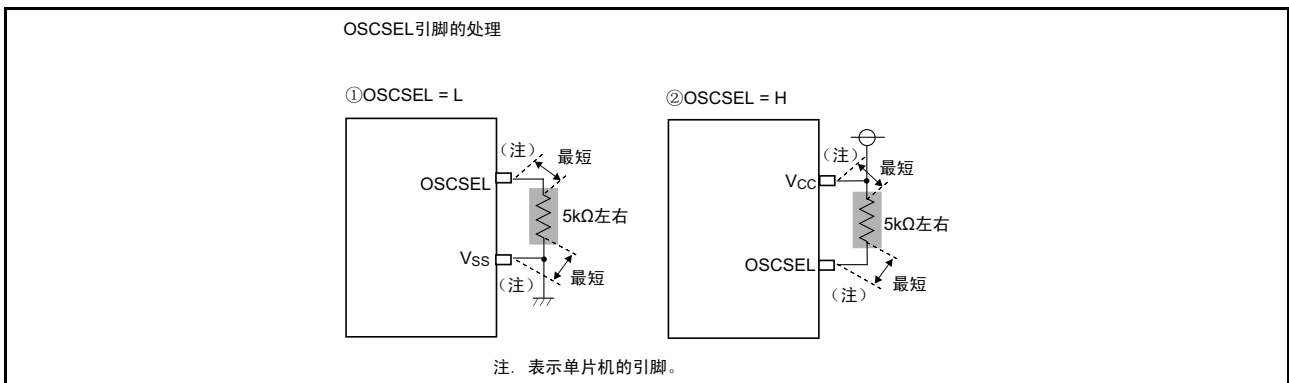 OSCSEL引脚的处理
①OSCSEL = L
（注）
最短
OSCSEL
5kΩ左右
VSS
（注）
最短
②OSCSEL = H
（注）
最短
VCC
5kΩ左右
OSCSEL
（注）
最短
注. 表示单片机的引脚。